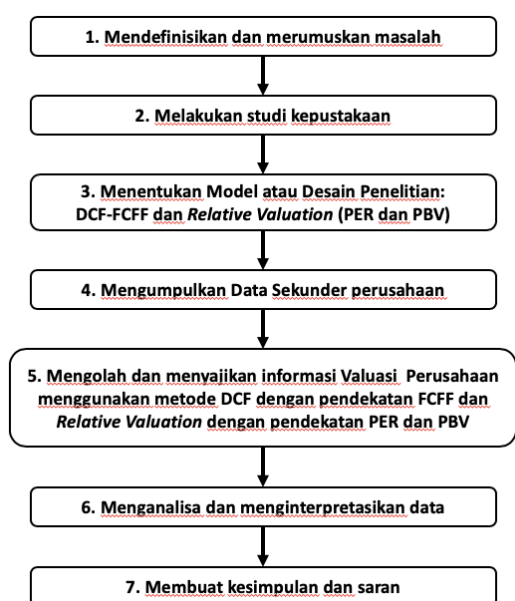 1. Mendefinisikan dan merumuskan masalah
2. Melakukan studi kepustakaan
3. Menentukan Model atau Desain Penelitian:
DCF-FCFF dan Relative Valuation (PER dan PBV)
4. Mengumpulkan Data Sekunder perusahaan
5. Mengolah dan menyajikan informasi Valuasi Perusahaan
menggunakan metode DCF dengan pendekatan FCFF dan
Relative Valuation dengan pendekatan PER dan PBV
6. Menganalisa dan menginterpretasikan data
7. Membuat kesimpulan dan saran